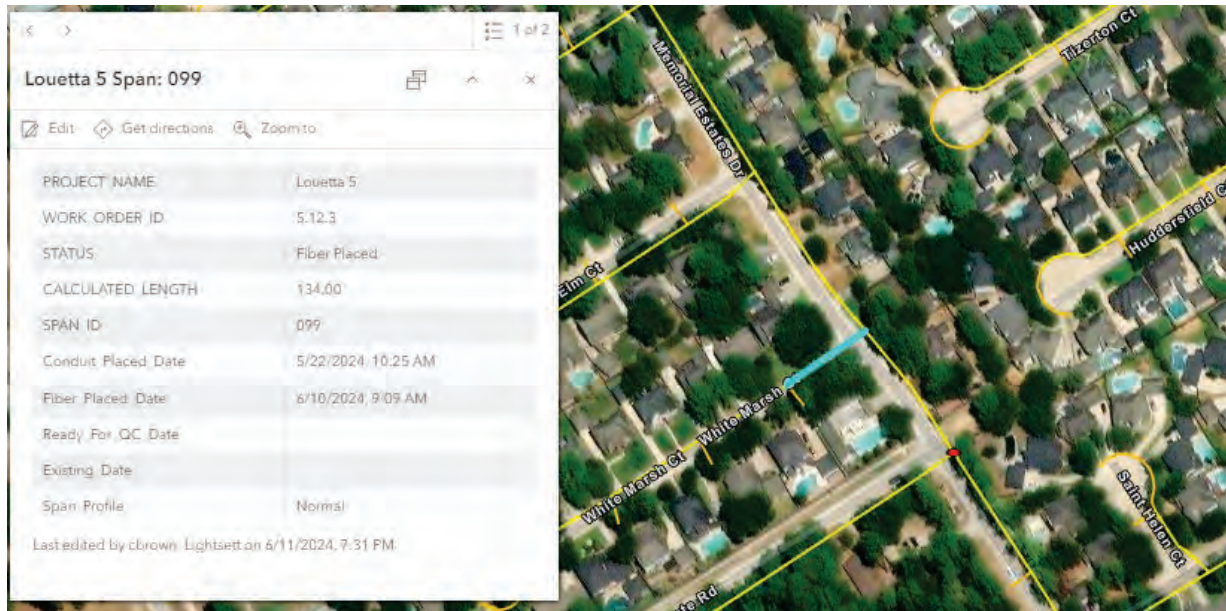 1 of 2
Louetta 5 Span: 099
Edit Get directions Zoom to
PROJECT NAME Louetta 5
WORK ORDER ID 5.12.3
STATUS Fiber Placed
CALCULATED LENGTH 134.00
SPAN ID 099
Conduit Placed Date 5/22/2024, 10:25 AM
Fiber Placed Date 6/10/2024, 9:09 AM
Ready For QC Date
Existing Date
Span Profile Normal
Last edited by cbrown_Lightsett on 6/11/2024, 7:31 PM.
Memorial Estates Dr
Tizerton Ct
Huddersfield C
Elm Ct
White Marsh
White Marsh Ct
Saint Helen Ct
te Rd